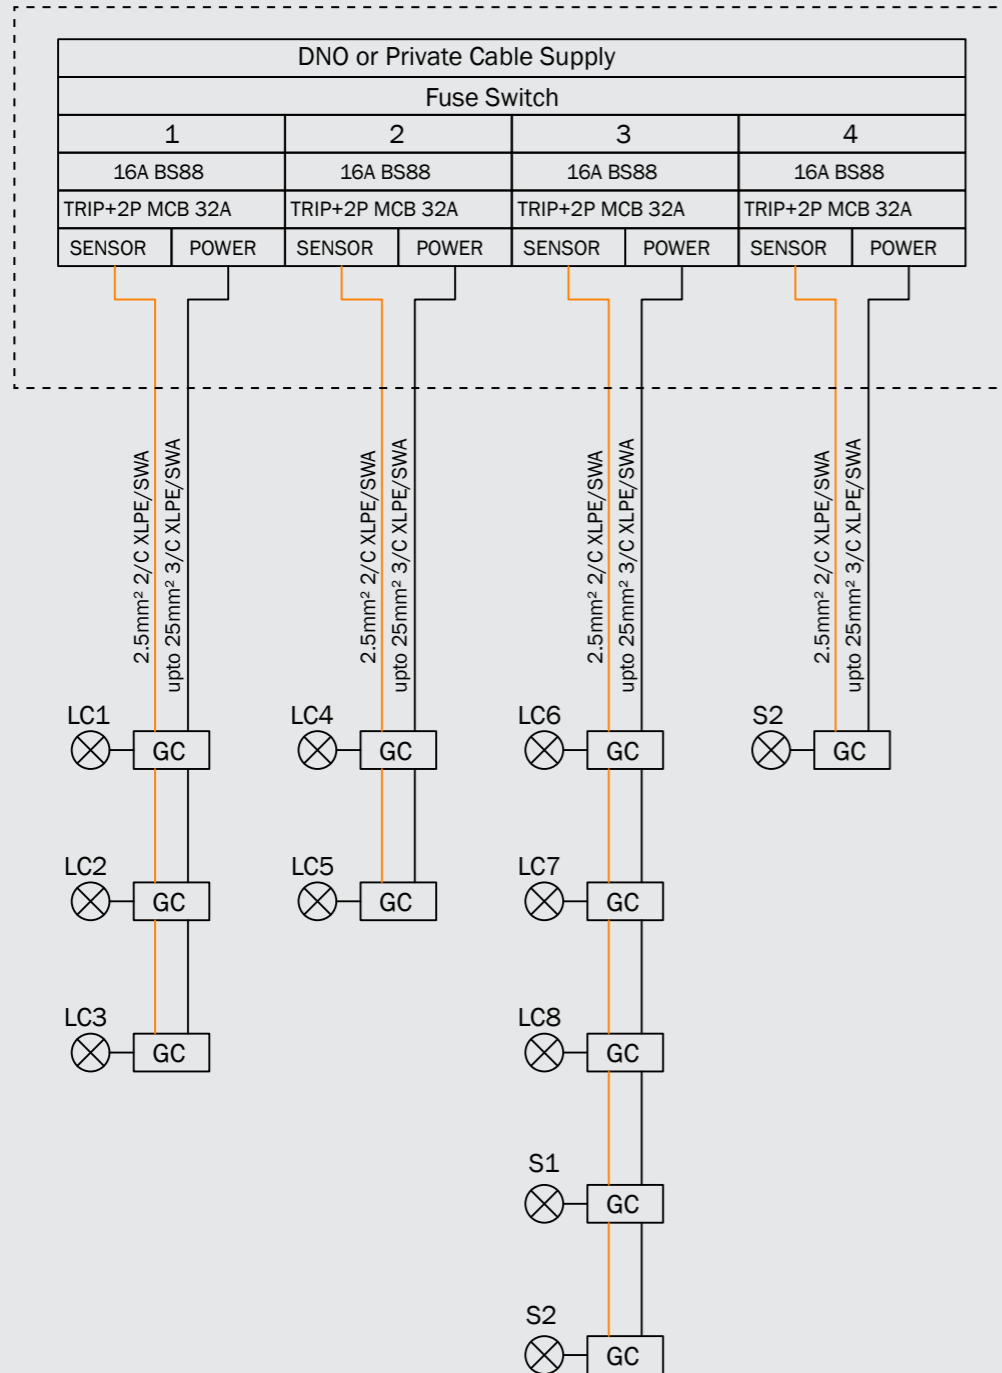 DNO or Private Cable Supply
Fuse Switch
1 2 3 4
16A BS88 16A BS88 16A BS88 16A BS88
TRIP+2P MCB 32A TRIP+2P MCB 32A TRIP+2P MCB 32A TRIP+2P MCB 32A
SENSOR POWER SENSOR POWER SENSOR POWER SENSOR POWER
2.5mm² 2/C XLPE/SWA
upto 25mm² 3/C XLPE/SWA
2.5mm² 2/C XLPE/SWA
upto 25mm² 3/C XLPE/SWA
2.5mm² 2/C XLPE/SWA
upto 25mm² 3/C XLPE/SWA
2.5mm² 2/C XLPE/SWA
upto 25mm² 3/C XLPE/SWA
LC1 LC4 LC6 S2
GC GC GC GC
LC2 LC5 LC7
GC GC GC
LC3 LC8
GC GC
S1
GC
S2
GC